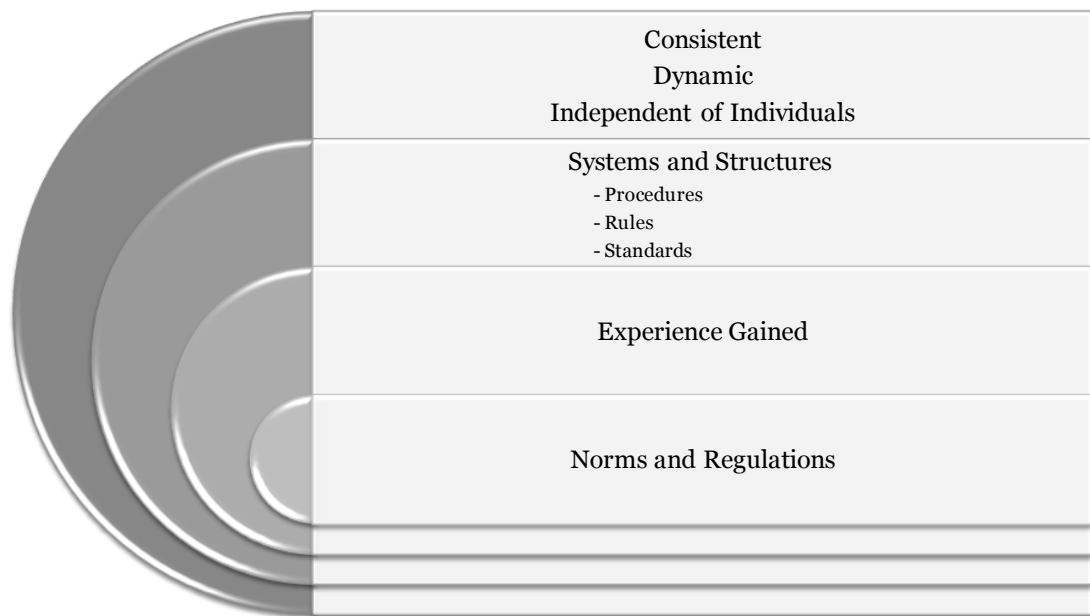 Consistent
Dynamic
Independent of Individuals
Systems and Structures
- Procedures
- Rules
- Standards
Experience Gained
Norms and Regulations